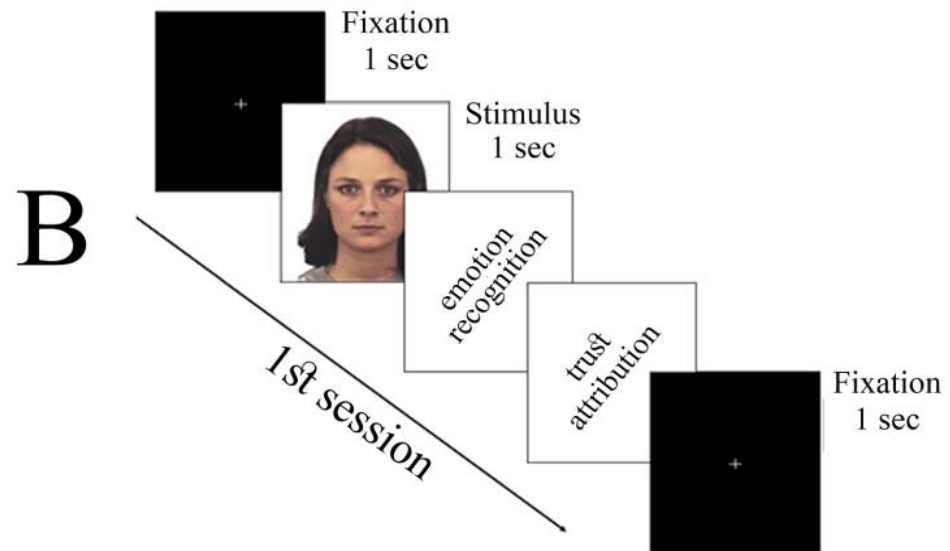 Fixation
1 sec
Stimulus
1 sec
B
emotion
recognition
trust
attribution
1st session
Fixation
1 sec